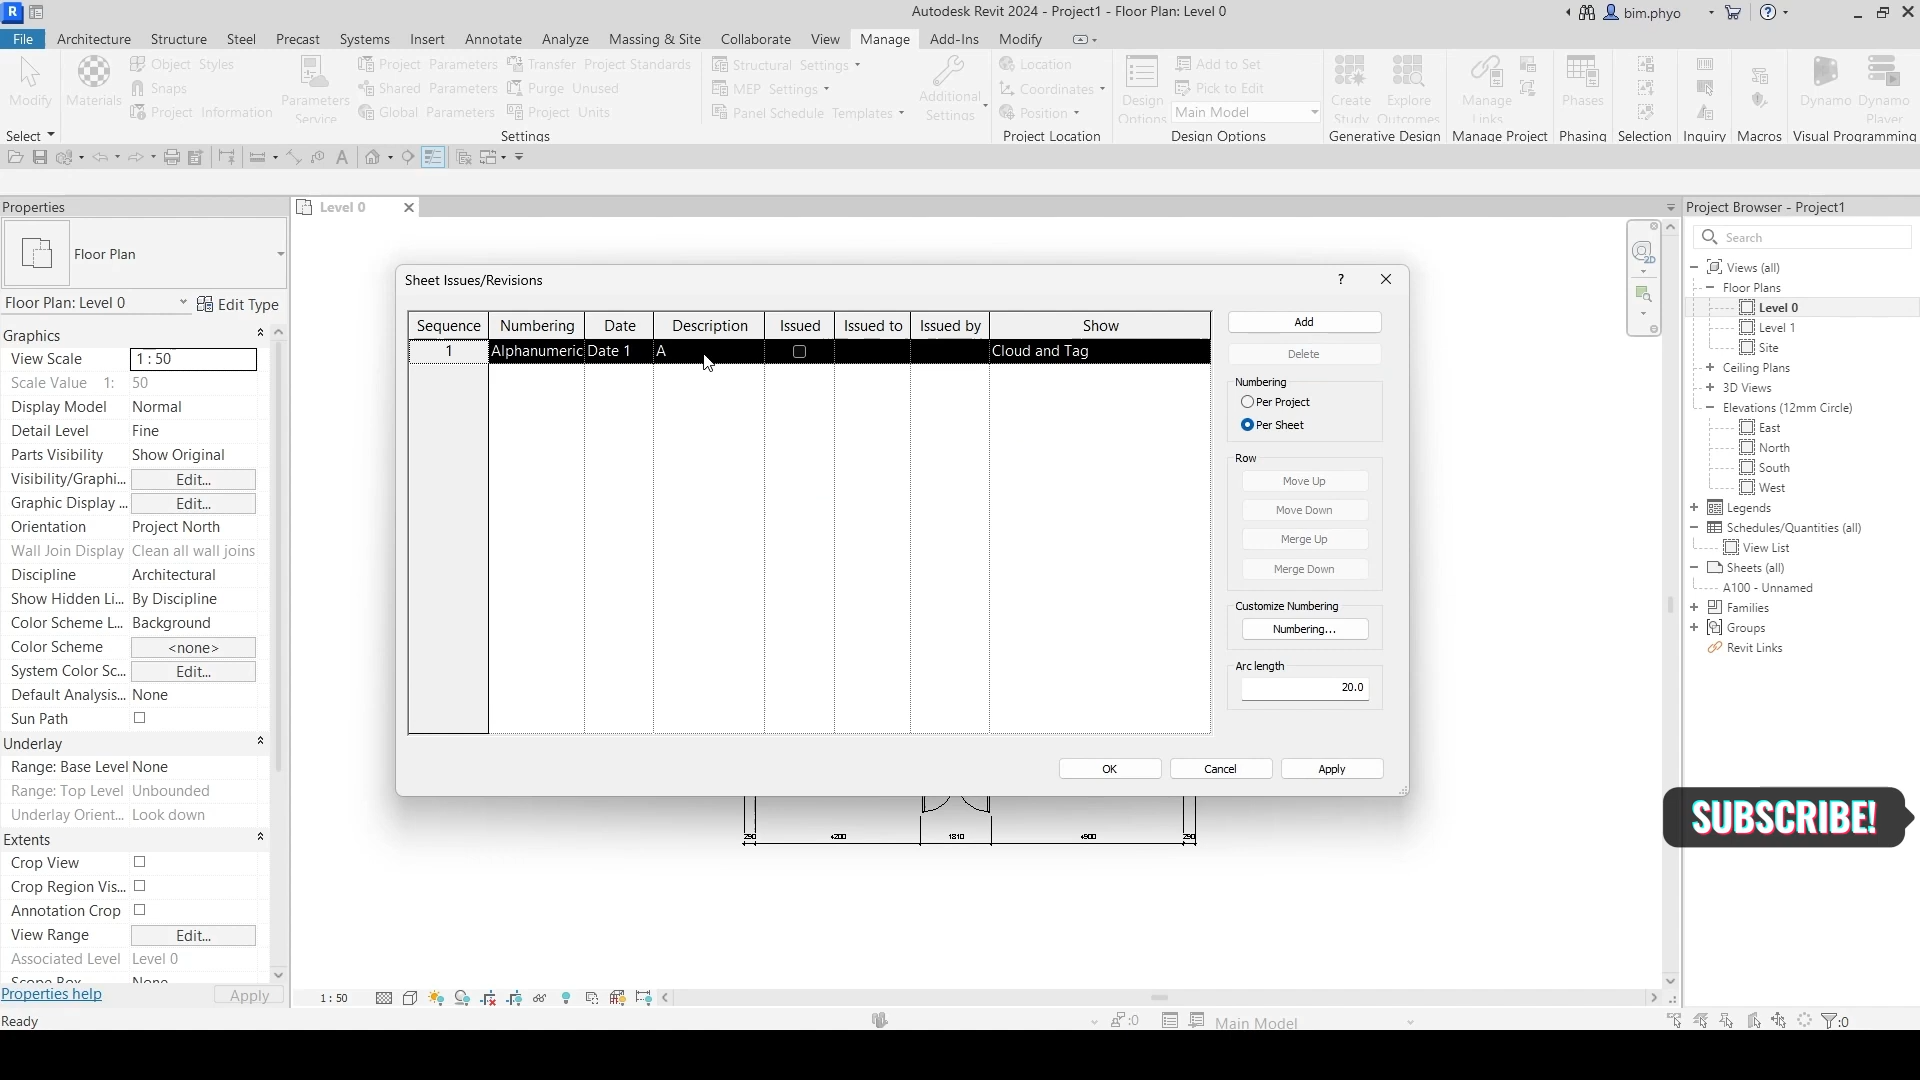 R
Autodesk Revit 2024 - Project1 - Floor Plan: Level 0
bim.phyo
File Architecture Structure Steel Precast Systems Insert Annotate Analyze Massing & Site Collaborate View Manage Add-Ins Modify
Modify
Materials
Object Styles
Snaps
Project Information
Parameters
Service
Project Parameters
Shared Parameters
Global Parameters
Transfer Project Standards
Purge Unused
Project Units
Structural Settings
MEP Settings
Panel Schedule Templates
Additional
Settings
Location
Coordinates
Position
Design
Options
Add to Set
Pick to Edit
Main Model
Create
Study
Explore
Outcomes
Manage
Links
Phases
Dynamo
Dynamo
Player
Select
Settings
Project Location
Design Options
Generative Design
Manage Project
Phasing
Selection
Inquiry
Macros
Visual Programming
Properties
Floor Plan
Floor Plan: Level 0
Edit Type
Graphics
View Scale 1 : 50
Scale Value 1: 50
Display Model Normal
Detail Level Fine
Parts Visibility Show Original
Visibility/Graphi... Edit...
Graphic Display ... Edit...
Orientation Project North
Wall Join Display Clean all wall joins
Discipline Architectural
Show Hidden Li... By Discipline
Color Scheme L... Background
Color Scheme <none>
System Color Sc... Edit...
Default Analysis... None
Sun Path
Underlay
Range: Base Level None
Range: Top Level Unbounded
Underlay Orient... Look down
Extents
Crop View
Crop Region Vis...
Annotation Crop
View Range Edit...
Associated Level Level 0
Scope Box None
Properties help
Apply
Ready
Level 0
Sheet Issues/Revisions
?
Sequence Numbering Date Description Issued Issued to Issued by Show
1 Alphanumeric Date 1 A Cloud and Tag
Add
Delete
Numbering
Per Project
Per Sheet
Row
Move Up
Move Down
Merge Up
Merge Down
Customize Numbering
Numbering...
Arc length
20.0
OK
Cancel
Apply
290 4200 1810 4900 290
1 : 50
:0
Main Model
:0
2D
Project Browser - Project1
Search
Views (all)
Floor Plans
Level 0
Level 1
Site
Ceiling Plans
3D Views
Elevations (12mm Circle)
East
North
South
West
Legends
Schedules/Quantities (all)
View List
Sheets (all)
A100 - Unnamed
Families
Groups
Revit Links
SUBSCRIBE!